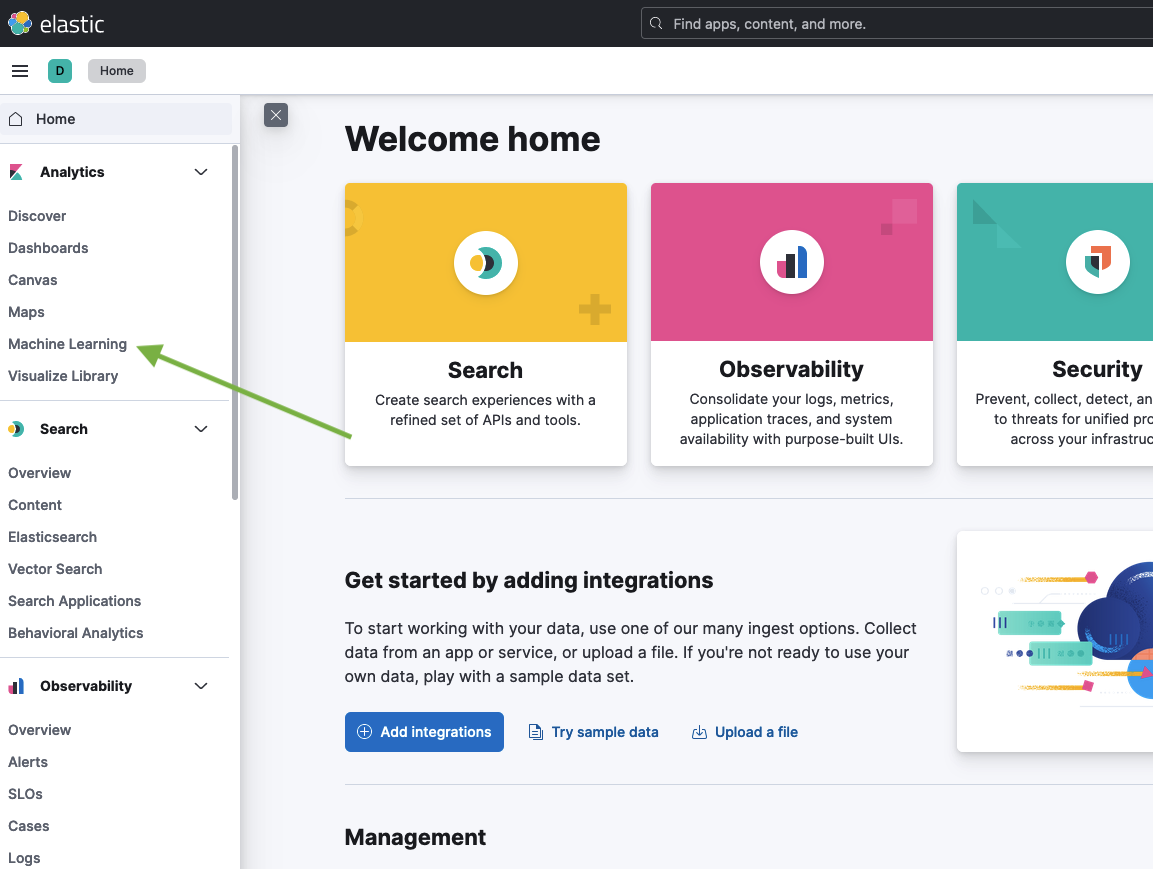 elastic
Find apps, content, and more.
D
Home
Home
Analytics
Discover
Dashboards
Canvas
Maps
Machine Learning
Visualize Library
Search
Overview
Content
Elasticsearch
Vector Search
Search Applications
Behavioral Analytics
Observability
Overview
Alerts
SLOs
Cases
Logs
Welcome home
Search
Create search experiences with a
refined set of APIs and tools.
Observability
Consolidate your logs, metrics,
application traces, and system
availability with purpose-built UIs.
Security
Prevent, collect, detect, an
to threats for unified pro
across your infrastruc
Get started by adding integrations
To start working with your data, use one of our many ingest options. Collect
data from an app or service, or upload a file. If you're not ready to use your
own data, play with a sample data set.
Add integrations
Try sample data
Upload a file
Management